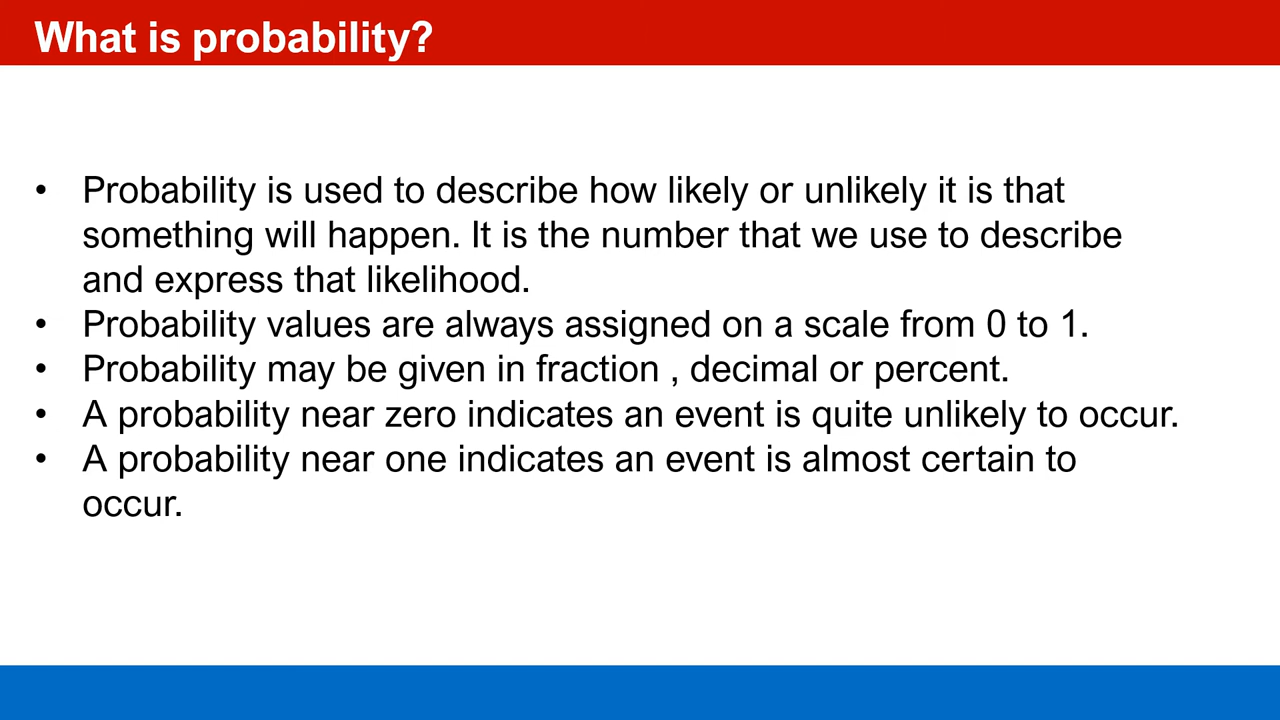 What is probability?
• Probability is used to describe how likely or unlikely it is that
something will happen. It is the number that we use to describe
and express that likelihood.
• Probability values are always assigned on a scale from 0 to 1.
• Probability may be given in fraction , decimal or percent.
• A probability near zero indicates an event is quite unlikely to occur.
• A probability near one indicates an event is almost certain to
occur.